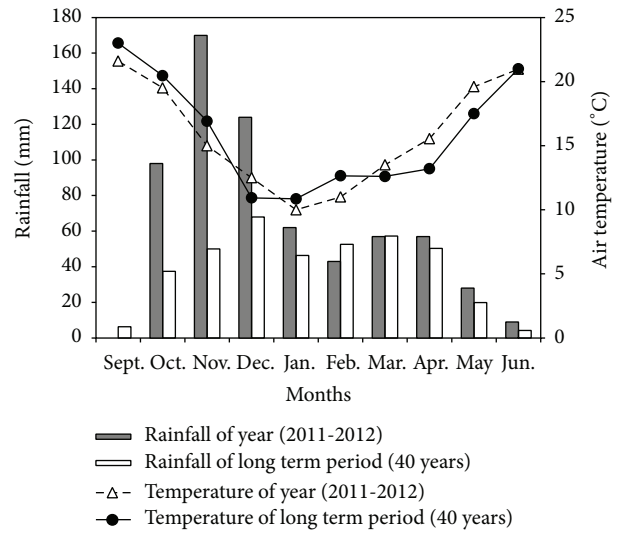 Rainfall (mm)
180
160
140
120
100
80
60
40
20
0
25
20
15
10
5
0
Air temperature (°C)
Sept. Oct. Nov. Dec. Jan. Feb. Mar. Apr. May Jun.
Months
Rainfall of year (2011-2012)
Rainfall of long term period (40 years)
Temperature of year (2011-2012)
Temperature of long term period (40 years)